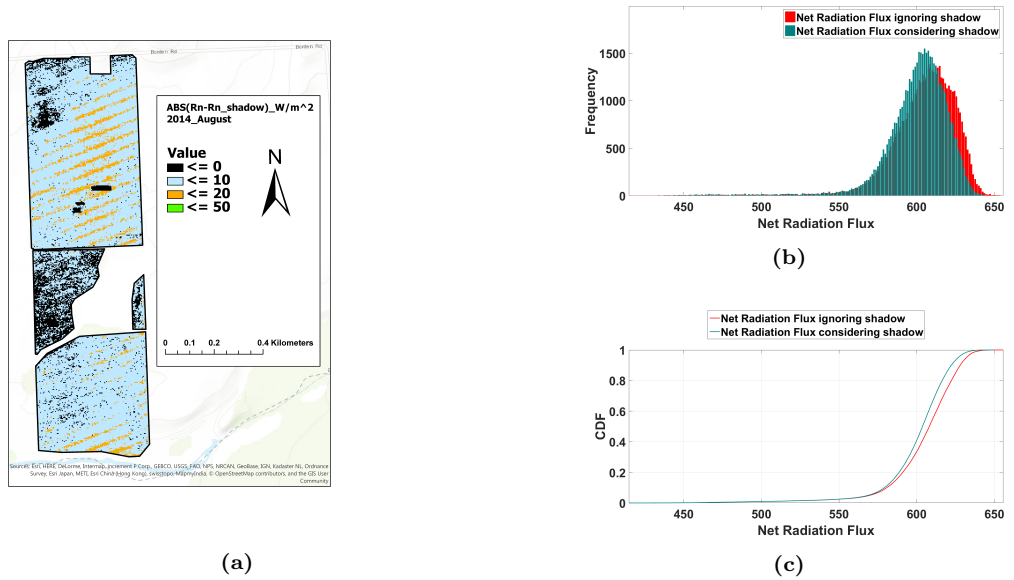 Borden Rd
Borden Rd
ABS(Rn-Rn_shadow)_W/m^2
2014_August
Value
<= 0
<= 10
<= 20
<= 50
N
0 0.1 0.2 0.4 Kilometers
Sources: Esri, HERE, DeLorme, Intermap, increment P Corp., GEBCO, USGS, FAO, NPS, NRCAN, GeoBase, IGN, Kadaster NL, Ordnance
Survey, Esri Japan, METI, Esri China (Hong Kong), swisstopo, MapmyIndia, © OpenStreetMap contributors, and the GIS User
Community
(a)
Net Radiation Flux ignoring shadow
Net Radiation Flux considering shadow
Frequency
1500
1000
500
0
450 500 550 600 650
Net Radiation Flux
(b)
Net Radiation Flux ignoring shadow
Net Radiation Flux considering shadow
CDF
1
0.8
0.6
0.4
0.2
0
450 500 550 600 650
Net Radiation Flux
(c)